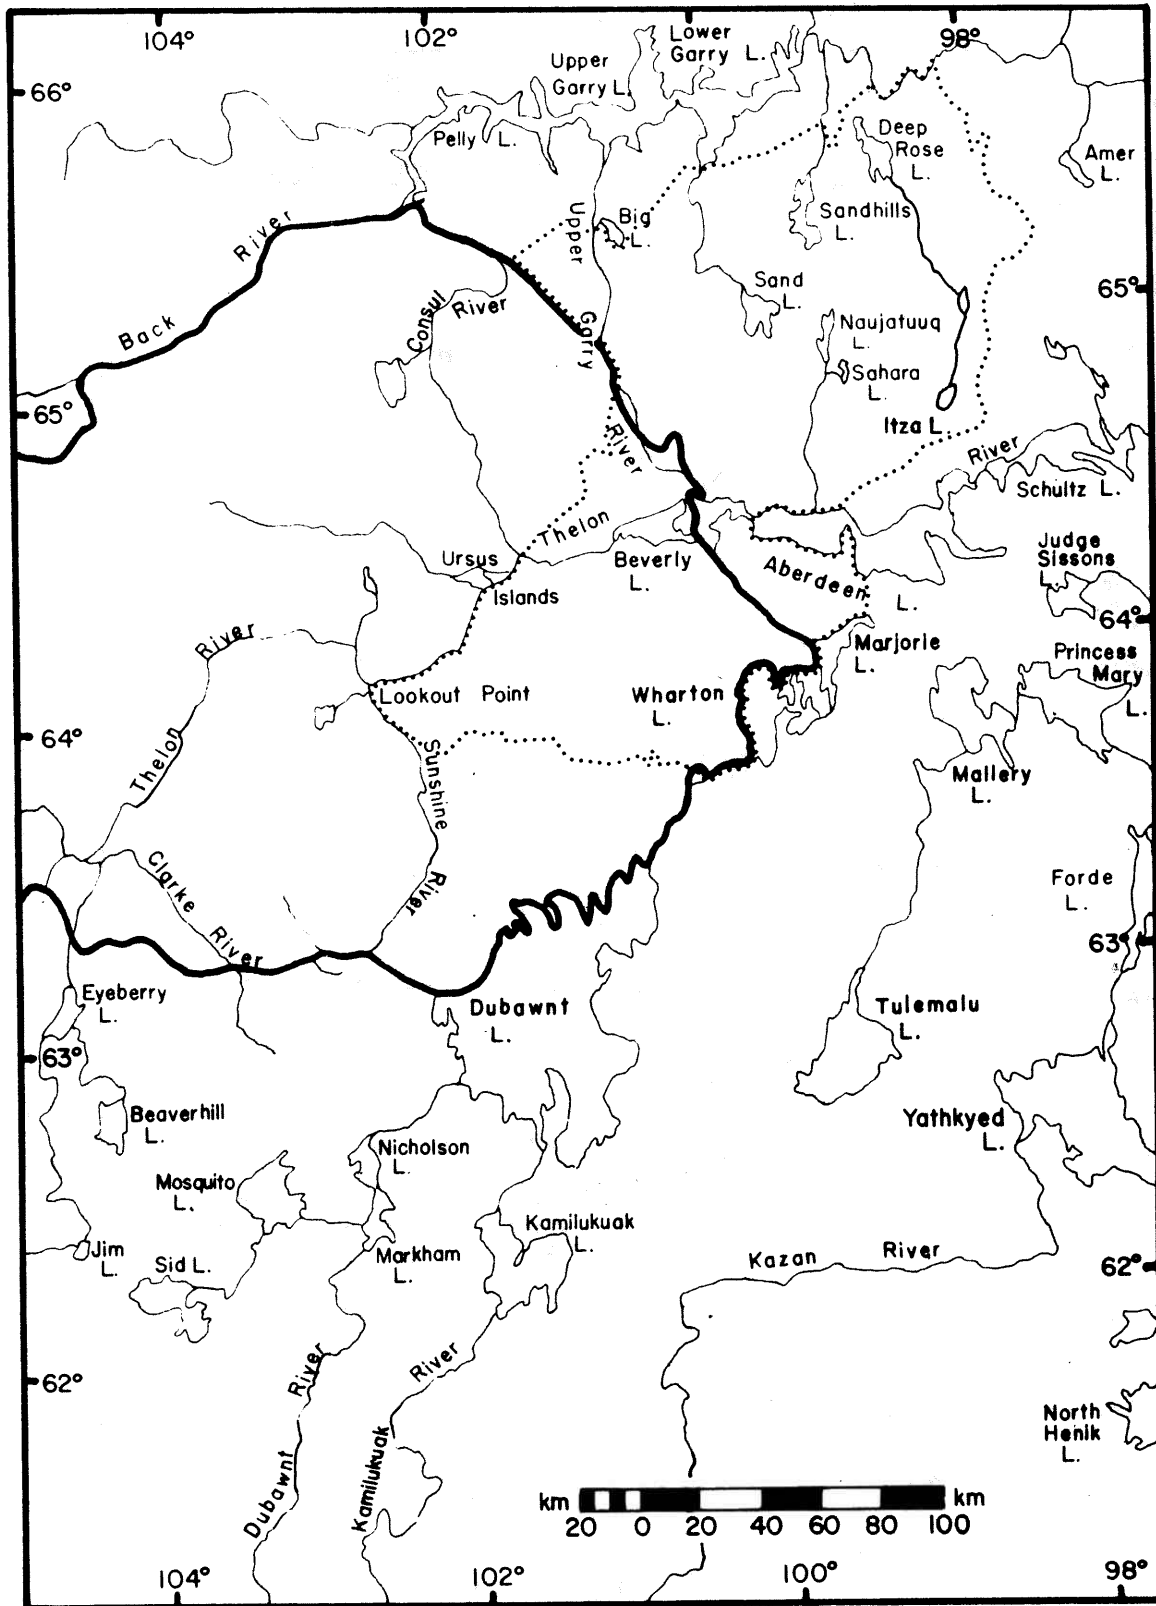 104°
102°
98°
Lower
Garry L.
Upper
Garry L.
66°
Pelly L.
Deep
Rose
L.
Amer
L.
Back River
Upper Garry River
Big
L.
Sandhills
L.
Sand
L.
65°
Consul River
Naujatuuq
L.
Sahara
L.
65°
Itza L.
River
Schultz L.
Thelon
Ursus
Islands
Beverly
L.
Aberdeen
L.
Judge
Sissons
L.
64°
River
Marjorie
L.
Princess
Mary
L.
Lookout Point
Wharton
L.
64°
Thelon
Sunshine
River
Mallery
L.
Clarke
River
Forde
L.
63°
Eyeberry
L.
Dubawnt
L.
Tulemalu
L.
63°
Beaverhill
L.
Yathkyed
L.
Nicholson
L.
Mosquito
L.
Kamilukuak
L.
Jim
L.
Sid L.
Markham
L.
Kazan River
62°
River
River
62°
North
Henik
L.
Dubawnt
Kamilukuak
km km
20 0 20 40 60 80 100
104°
102°
100°
98°